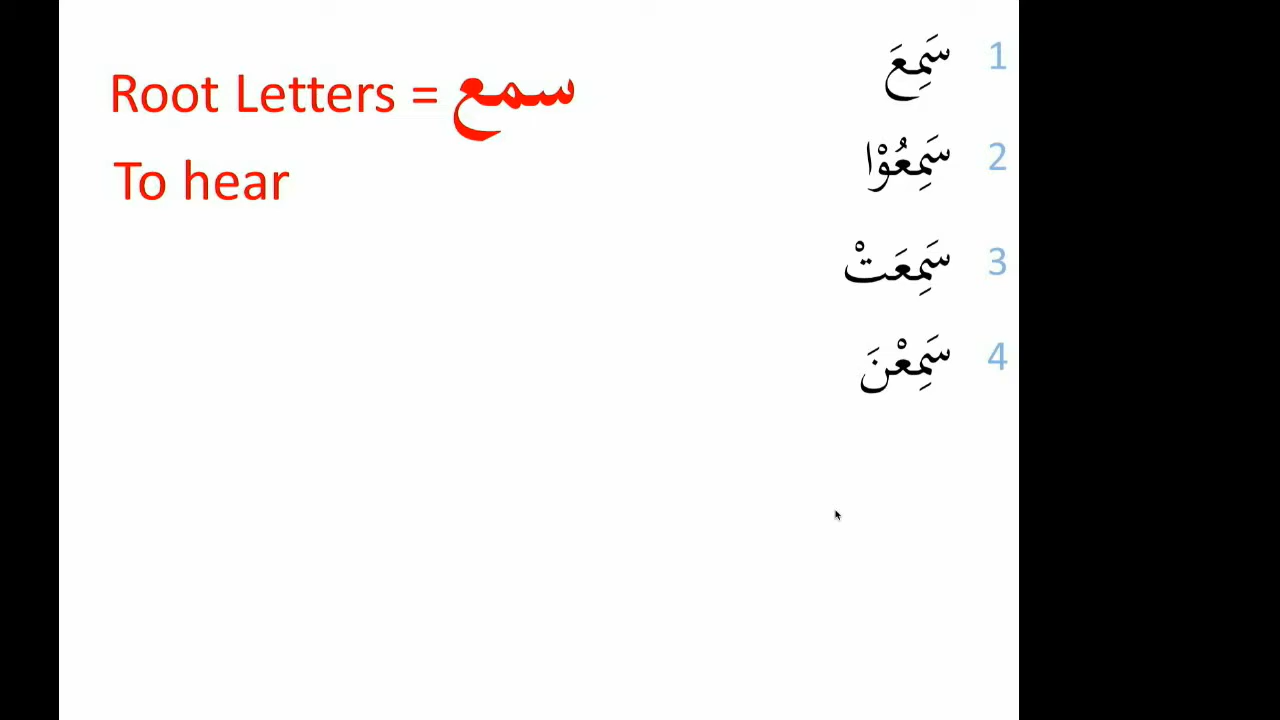 Root Letters = سمع
To hear
1 سَمِعَ
2 سَمِعُوْا
3 سَمِعَتْ
4 سَمِعْنَ